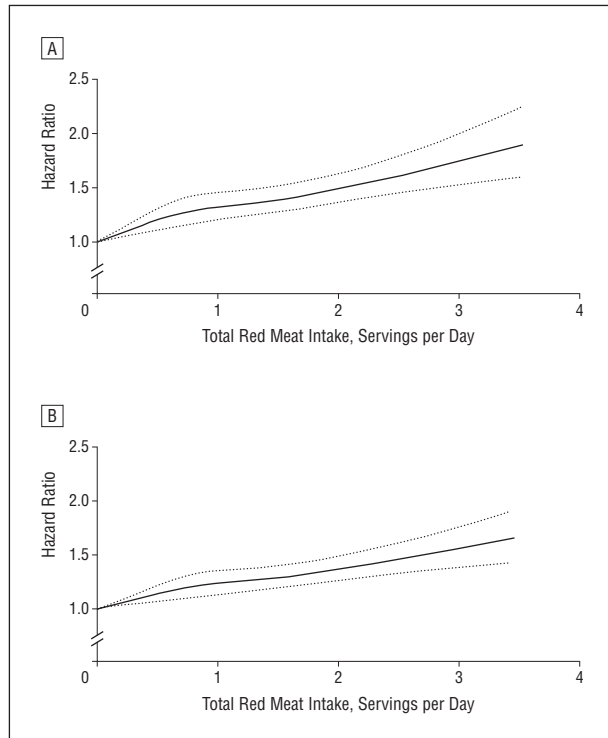 A
2.5
2.0
1.5
1.0
Hazard Ratio
0 1 2 3 4
Total Red Meat Intake, Servings per Day
B
2.5
2.0
1.5
1.0
Hazard Ratio
0 1 2 3 4
Total Red Meat Intake, Servings per Day